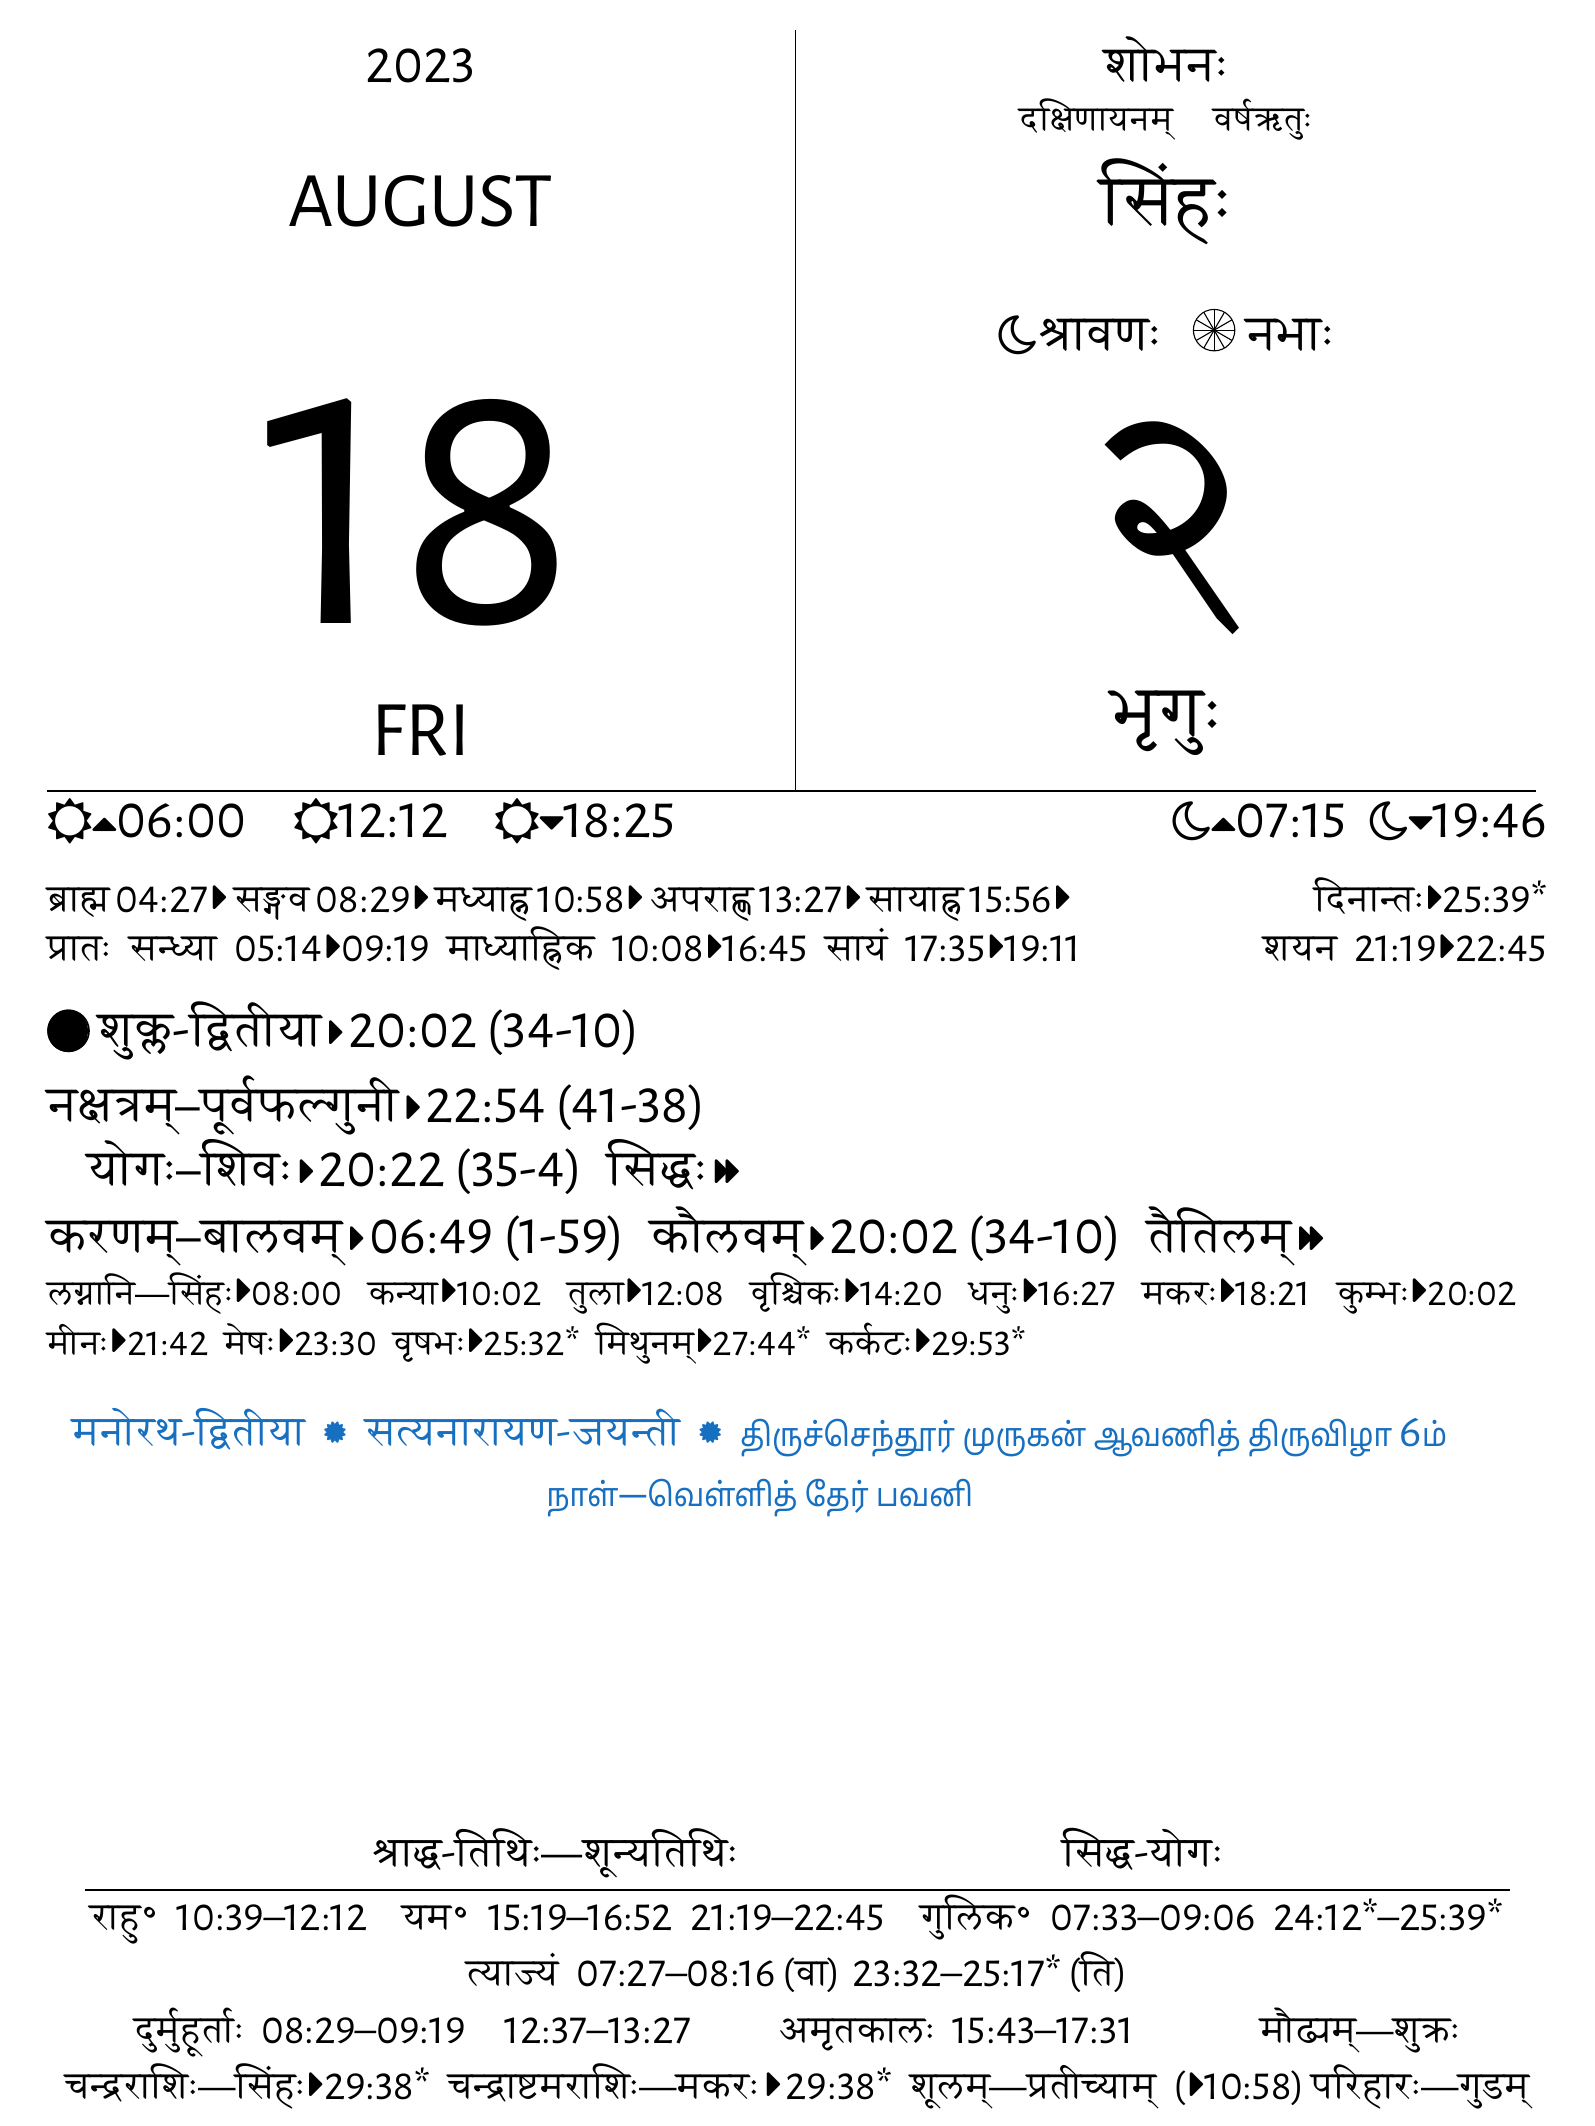 2023
AUGUST
18
FRI
शोभनः
दक्षिणायनम् वर्षऋतुः
सिंहः
श्रावणः नभाः
२
भृगुः
06:00 12:12 18:25 07:15 19:46
ब्राह्म 04:27 सङ्गव 08:29 मध्याह्न 10:58 अपराह्ण 13:27 सायाह्न 15:56 दिनान्तः 25:39*
प्रातः सन्ध्या 05:14 09:19 माध्याह्निक 10:08 16:45 सायं 17:35 19:11 शयन 21:19 22:45
शुक्ल-द्वितीया 20:02 (34-10)
नक्षत्रम्–पूर्वफल्गुनी 22:54 (41-38)
योगः–शिवः 20:22 (35-4) सिद्धः
करणम्–बालवम् 06:49 (1-59) कौलवम् 20:02 (34-10) तैतिलम्
लग्नानि—सिंहः 08:00 कन्या 10:02 तुला 12:08 वृश्चिकः 14:20 धनुः 16:27 मकरः 18:21 कुम्भः 20:02
मीनः 21:42 मेषः 23:30 वृषभः 25:32* मिथुनम् 27:44* कर्कटः 29:53*
मनोरथ-द्वितीया सत्यनारायण-जयन्ती திருச்செந்தூர் முருகன் ஆவணித் திருவிழா 6ம்
நாள்—வெள்ளித் தேர் பவனி
श्राद्ध-तिथिः—शून्यतिथिः सिद्ध-योगः
राहु॰ 10:39–12:12 यम॰ 15:19–16:52 21:19–22:45 गुलिक॰ 07:33–09:06 24:12*–25:39*
त्याज्यं 07:27–08:16 (वा) 23:32–25:17* (ति)
दुर्मुहूर्ताः 08:29–09:19 12:37–13:27 अमृतकालः 15:43–17:31 मौढ्यम्—शुक्रः
चन्द्रराशिः—सिंहः 29:38* चन्द्राष्टमराशिः—मकरः 29:38* शूलम्—प्रतीच्याम् (10:58) परिहारः—गुडम्